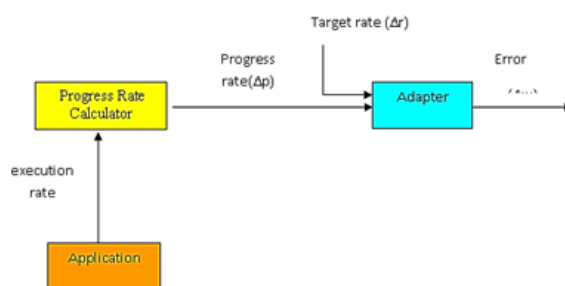 Target rate (Δr)
Progress
rate(Δp)
Error
Progress Rate
Calculator
Adapter
execution
rate
Application